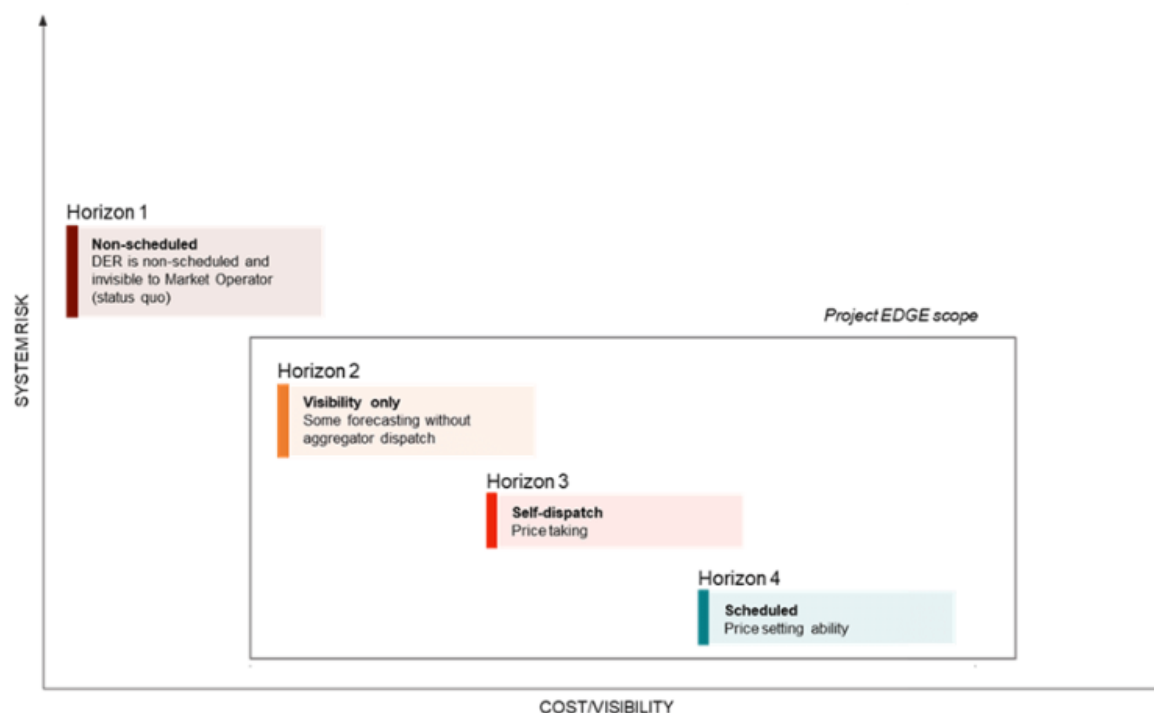 Horizon 1
Non-scheduled
DER is non-scheduled and
invisible to Market Operator
(status quo)
Project EDGE scope
SYSTEM RISK
Horizon 2
Visibility only
Some forecasting without
aggregator dispatch
Horizon 3
Self-dispatch
Price taking
Horizon 4
Scheduled
Price setting ability
COST/VISIBILITY